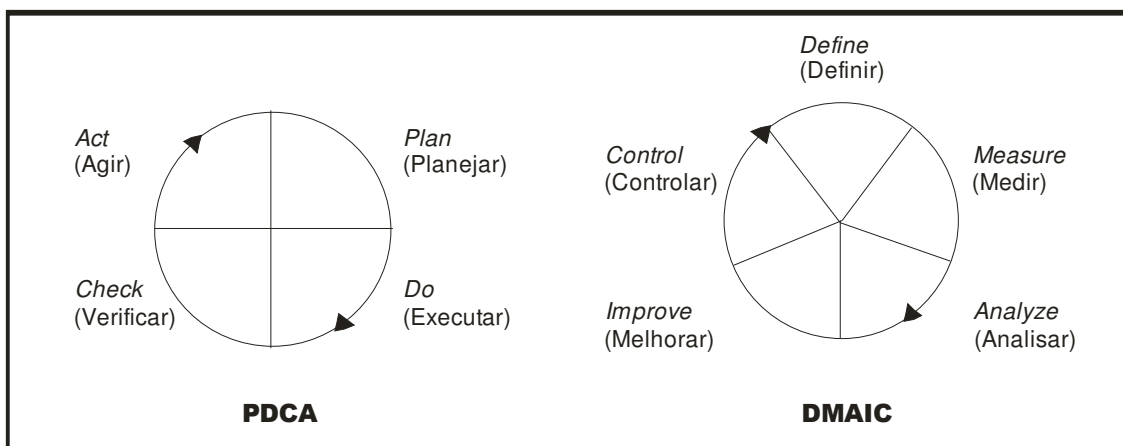 Act
(Agir)
Plan
(Planejar)
Check
(Verificar)
Do
(Executar)
PDCA
Define
(Definir)
Control
(Controlar)
Measure
(Medir)
Improve
(Melhorar)
Analyze
(Analisar)
DMAIC